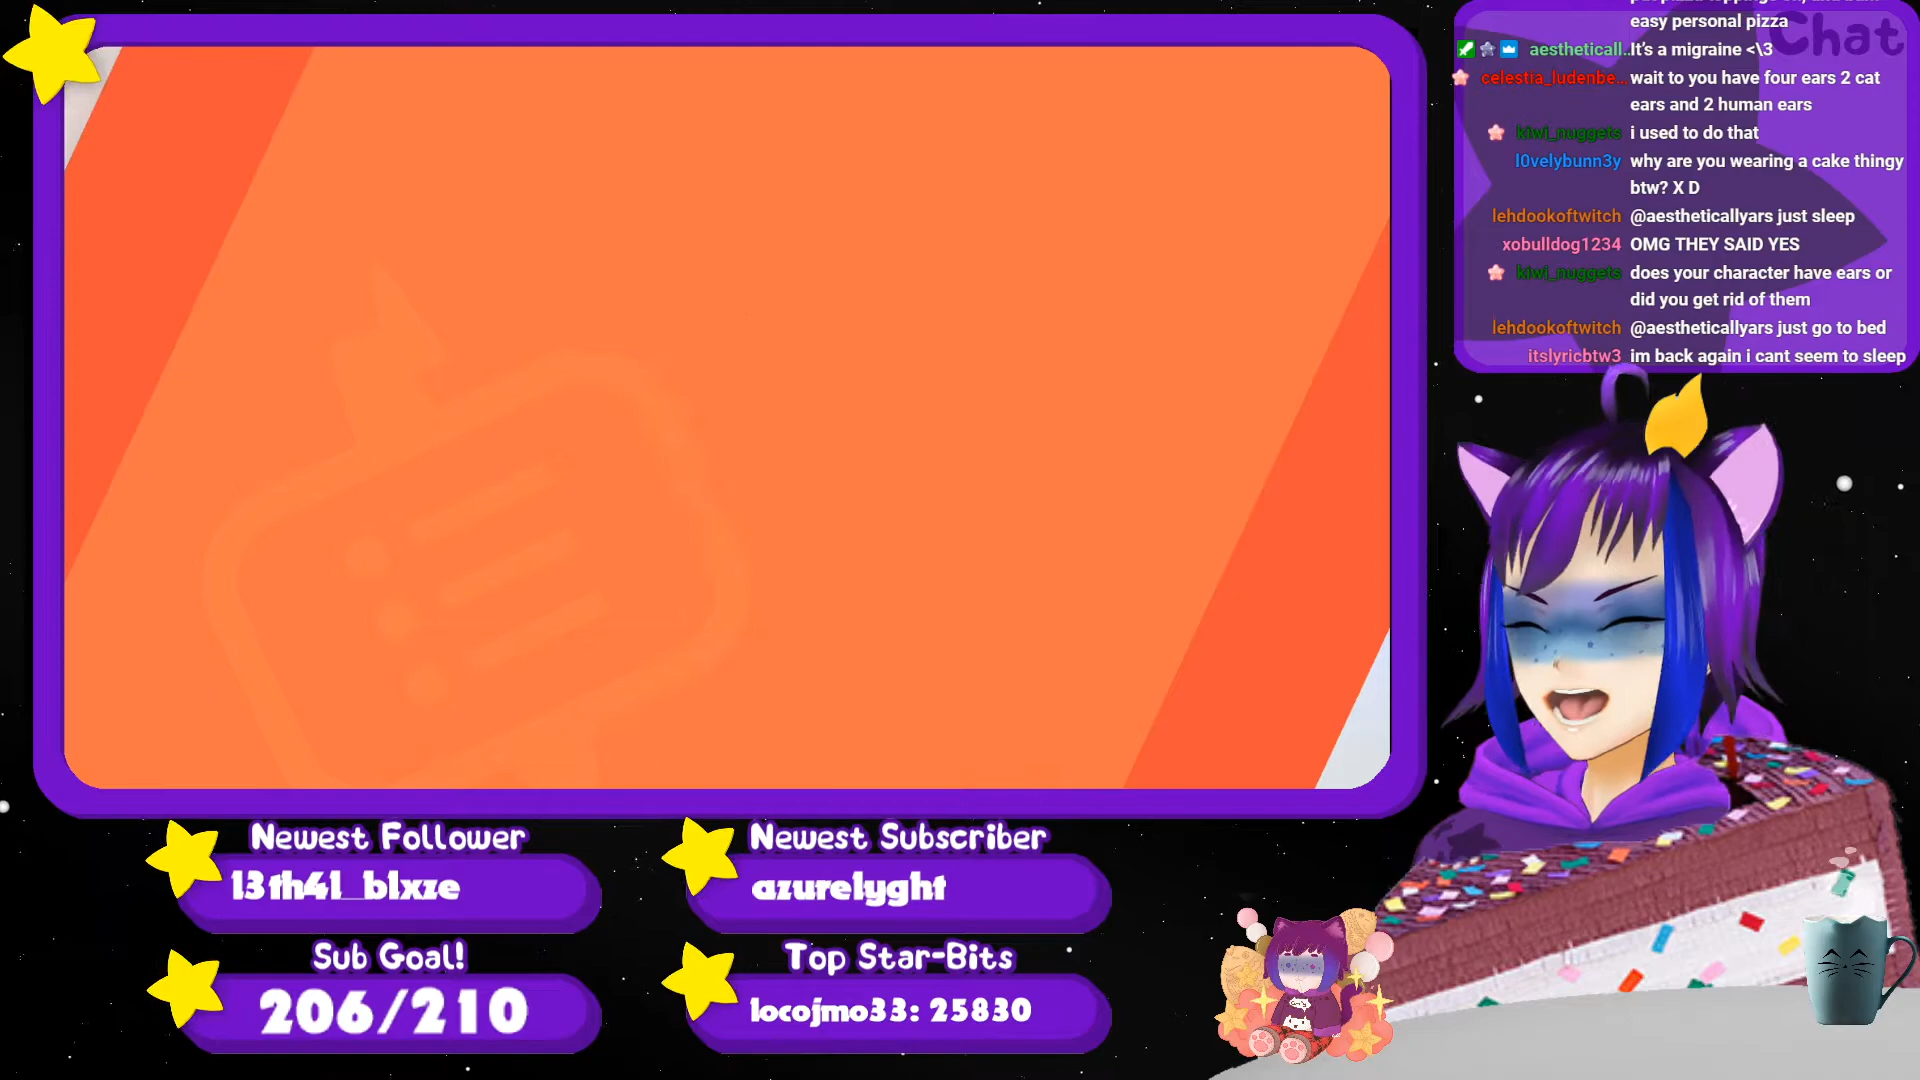 Chat
easy personal pizza
aestheticall... It's a migraine <\3
celestia_ludenbe... wait to you have four ears 2 cat
ears and 2 human ears
kiwi_nuggets i used to do that
l0velybunn3y why are you wearing a cake thingy
btw? X D
lehdookoftwitch @aestheticallyars just sleep
xobulldog1234 OMG THEY SAID YES
kiwi_nuggets does your character have ears or
did you get rid of them
lehdookoftwitch @aestheticallyars just go to bed
itslyricbtw3 im back again i cant seem to sleep
Newest Follower
l3th4l_blxze
Newest Subscriber
azurelyght
Sub Goal!
206/210
Top Star-Bits
locojmo33: 25830